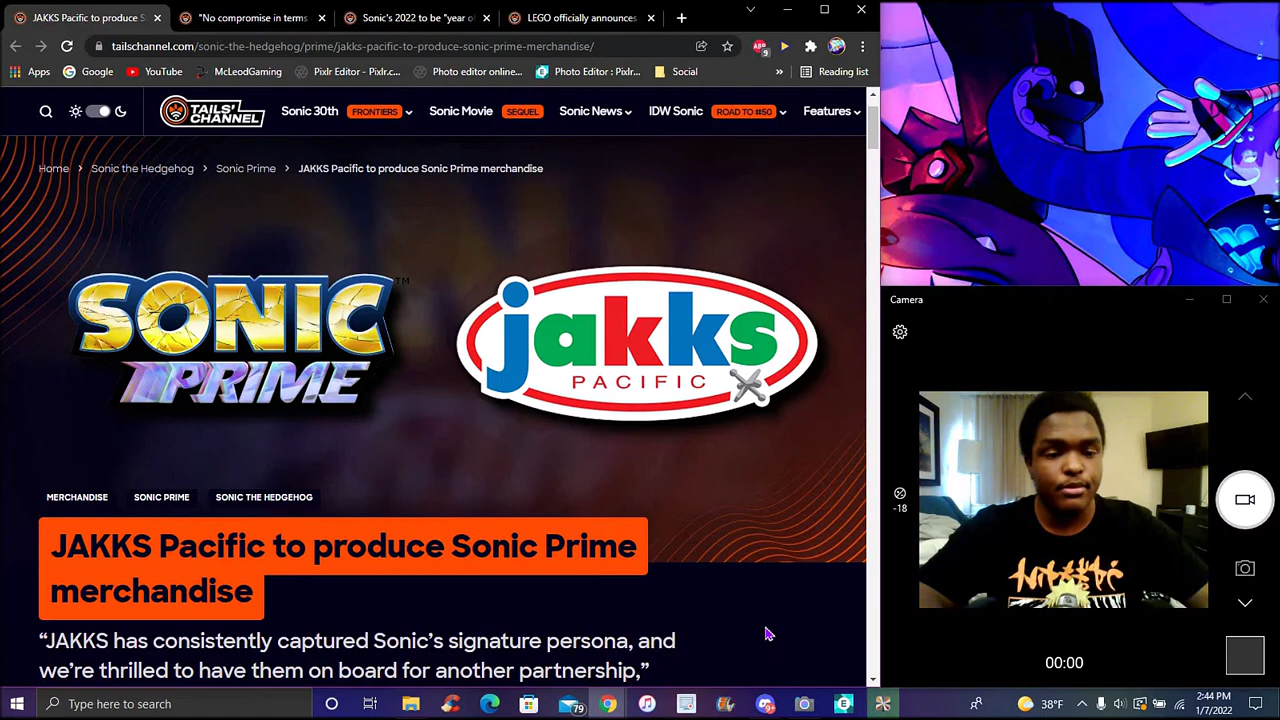 JAKKS Pacific to produce S
"No compromise in terms
Sonic's 2022 to be "year o
LEGO officially announces
tailschannel.com/sonic-the-hedgehog/prime/jakks-pacific-to-produce-sonic-prime-merchandise/
ABP
9
Apps
Google
YouTube
McLeodGaming
Pixlr Editor - Pixlr.c...
Photo editor online...
Photo Editor : Pixlr...
Social
»
Reading list
TAILS' CHANNEL
Sonic 30th FRONTIERS
Sonic Movie SEQUEL
Sonic News
IDW Sonic ROAD TO #50
Features
Home > Sonic the Hedgehog > Sonic Prime > JAKKS Pacific to produce Sonic Prime merchandise
SONIC™
PRIME
jakks
PACIFIC
MERCHANDISE
SONIC PRIME
SONIC THE HEDGEHOG
JAKKS Pacific to produce Sonic Prime
merchandise
“JAKKS has consistently captured Sonic’s signature persona, and
we’re thrilled to have them on board for another partnership,”
Camera
-18
00:00
Type here to search
79
38°F
2:44 PM
1/7/2022